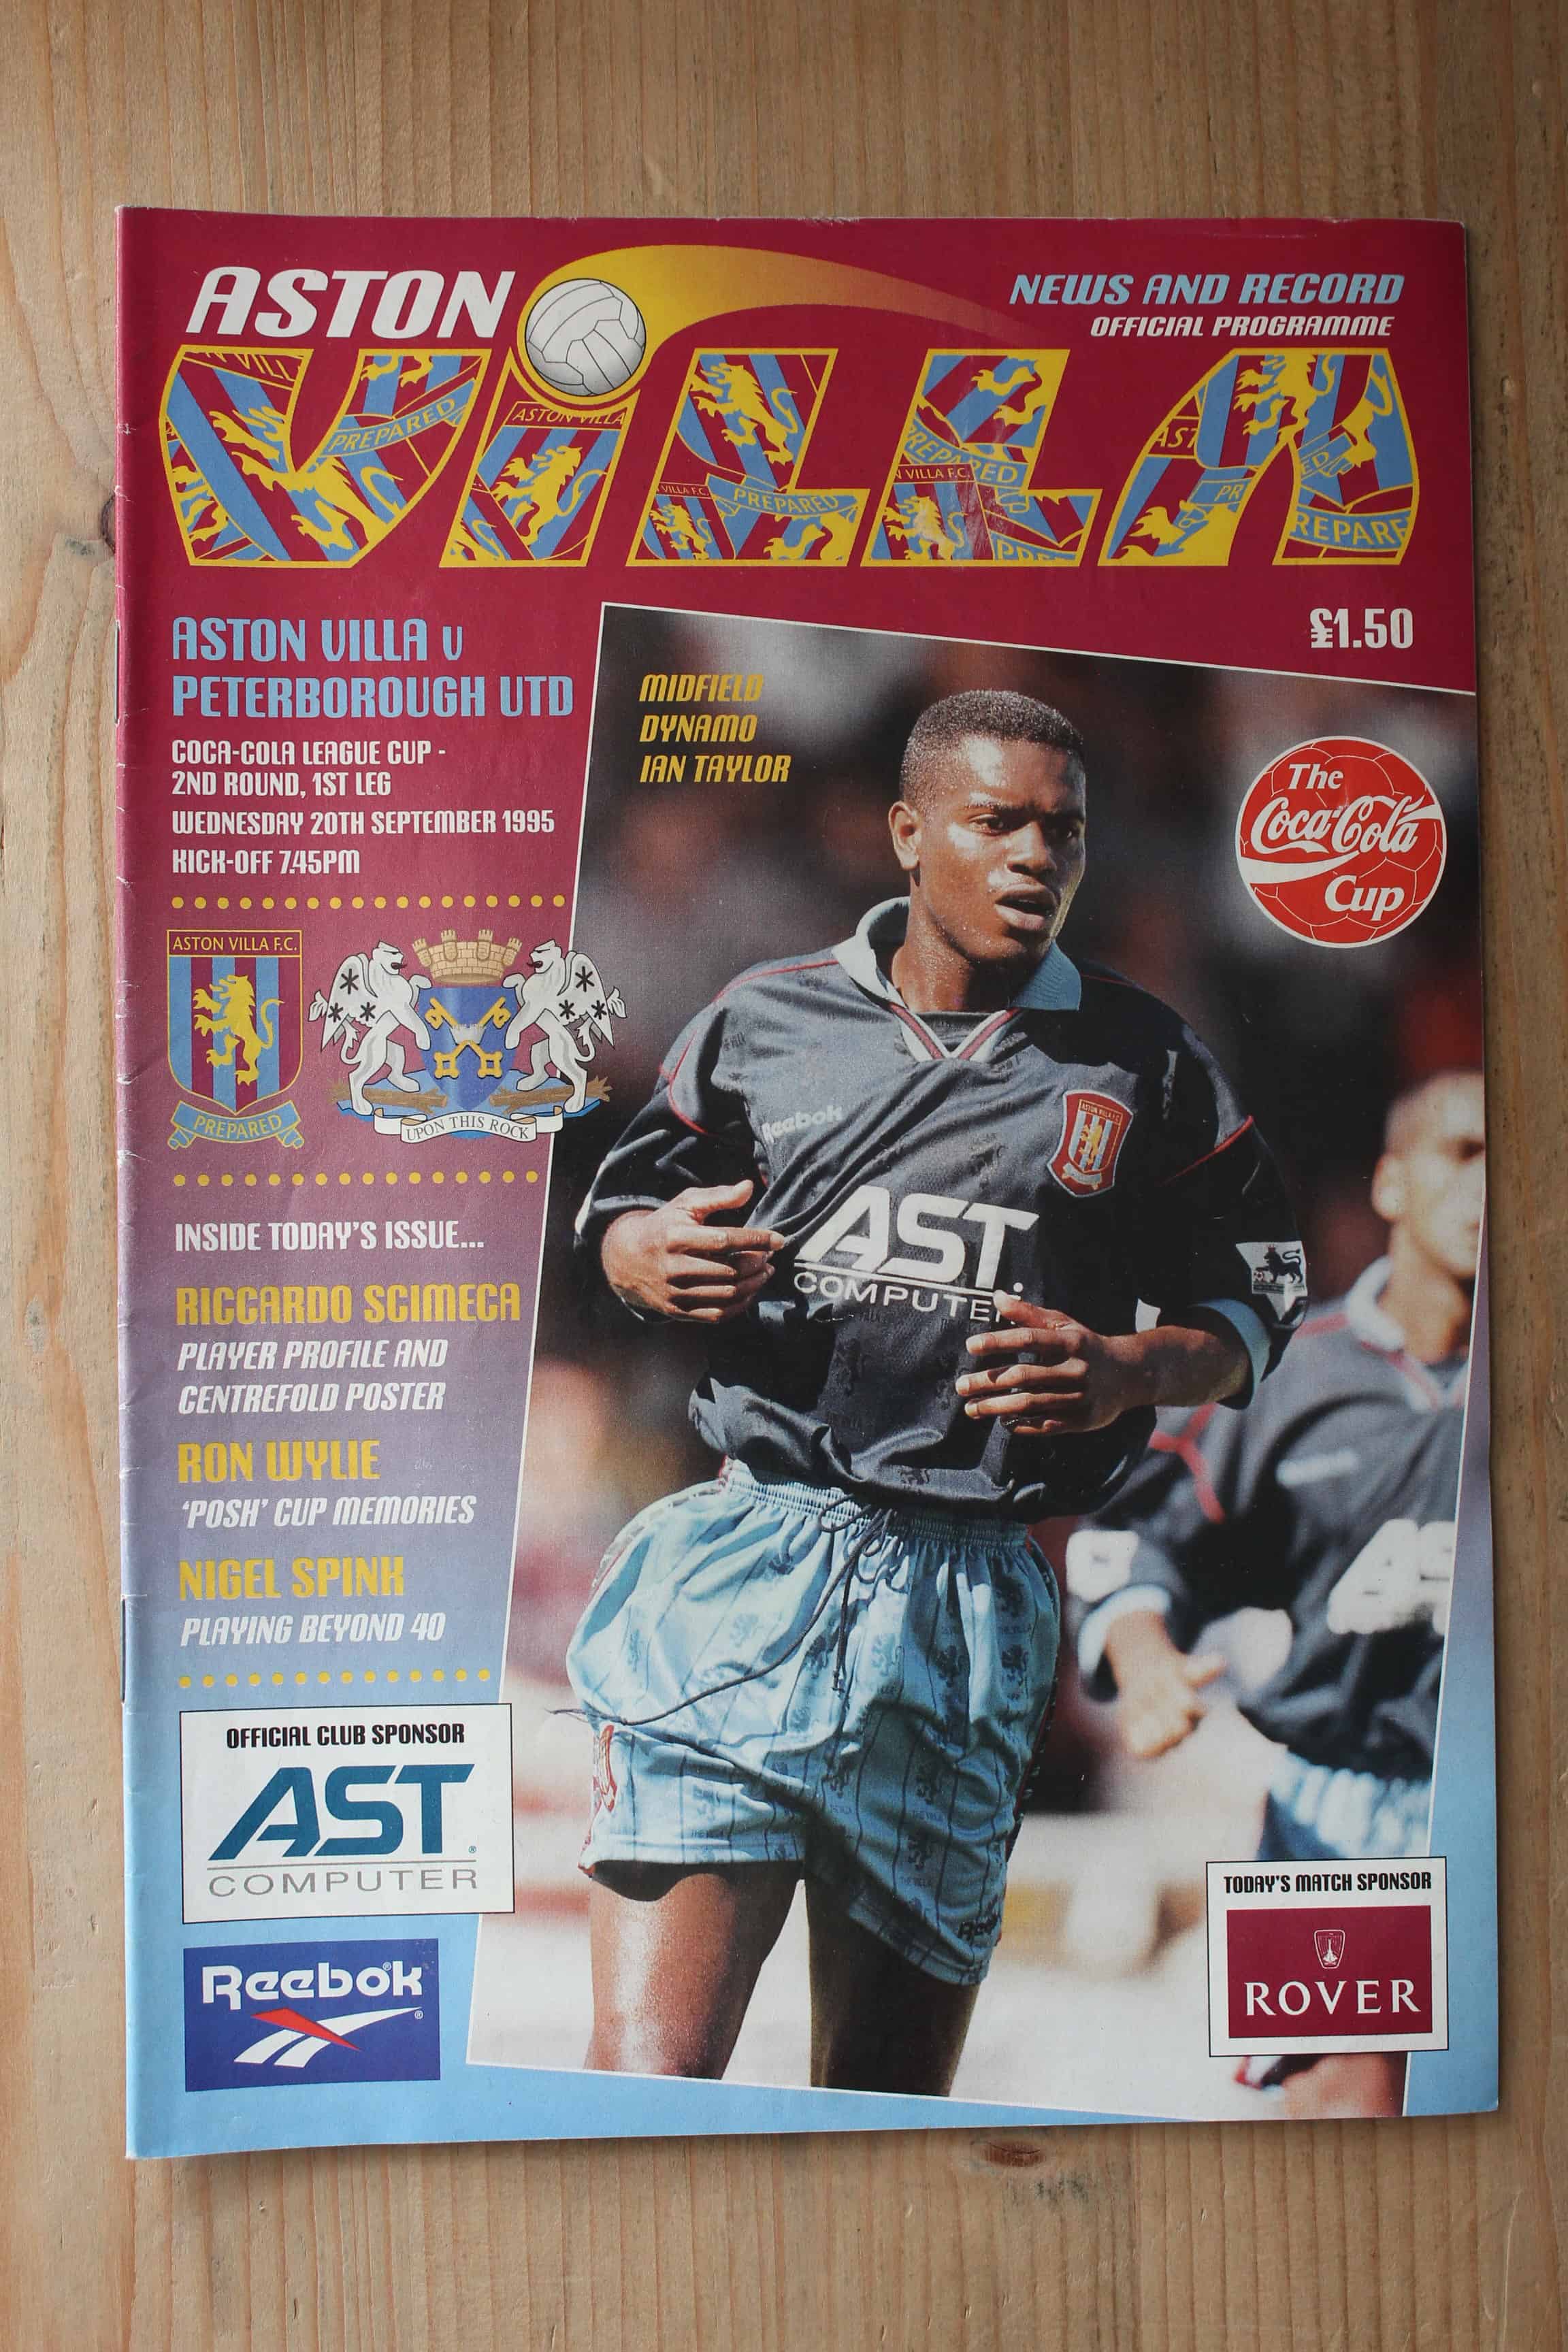 ASTON
NEWS AND RECORD
OFFICIAL PROGRAMME
ViLLA
ASTON VILLA v
PETERBOROUGH UTD
COCA-COLA LEAGUE CUP -
2ND ROUND, 1ST LEG
WEDNESDAY 20TH SEPTEMBER 1995
KICK-OFF 7.45PM
£1.50
MIDFIELD
DYNAMO
IAN TAYLOR
The
Coca-Cola
Cup
ASTON VILLA F.C.
PREPARED
UPON THIS ROCK
INSIDE TODAY'S ISSUE...
RICCARDO SCIMECA
PLAYER PROFILE AND
CENTREFOLD POSTER
RON WYLIE
'POSH' CUP MEMORIES
NIGEL SPINK
PLAYING BEYOND 40
Reebok
ASTON VILLA F.C.
AST
COMPUTER
OFFICIAL CLUB SPONSOR
AST
COMPUTER
Reebok
TODAY'S MATCH SPONSOR
ROVER